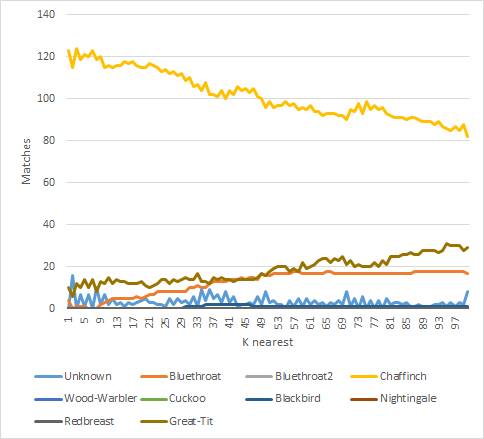 140
120
100
80
60
40
20
0
Matches
1 5 9 13 17 21 25 29 33 37 41 45 49 53 57 61 65 69 73 77 81 85 89 93 97
K nearest
Unknown Bluethroat Bluethroat2 Chaffinch
Wood-Warbler Cuckoo Blackbird Nightingale
Redbreast Great-Tit